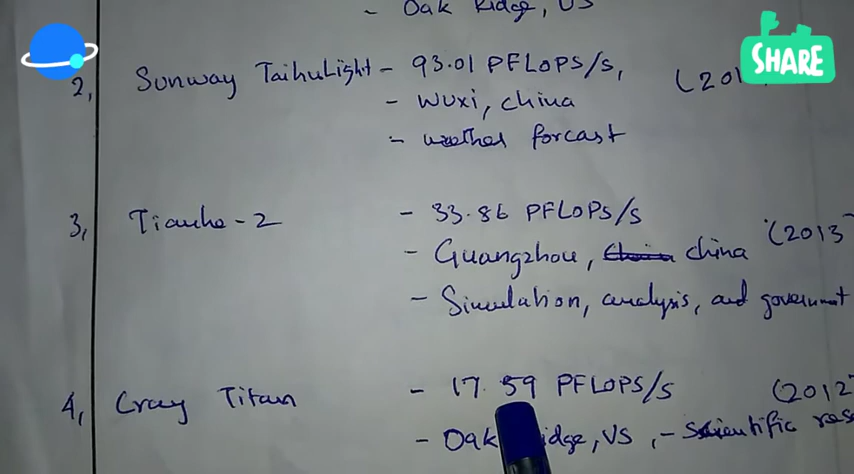 - Oak Ridge, US
SHARE
2, Sunway TaihuLight - 93.01 PFLOPS/s, (201
- Wuxi, China
- weather forcast
3, Tianhe-2 - 33.86 PFLOPS/s (2013
- Guangzhou, china
- Simulation, analysis, and government
4, Cray Titan - 17.59 PFLOPS/s (2012
- Oak idge, US, - Scientific res